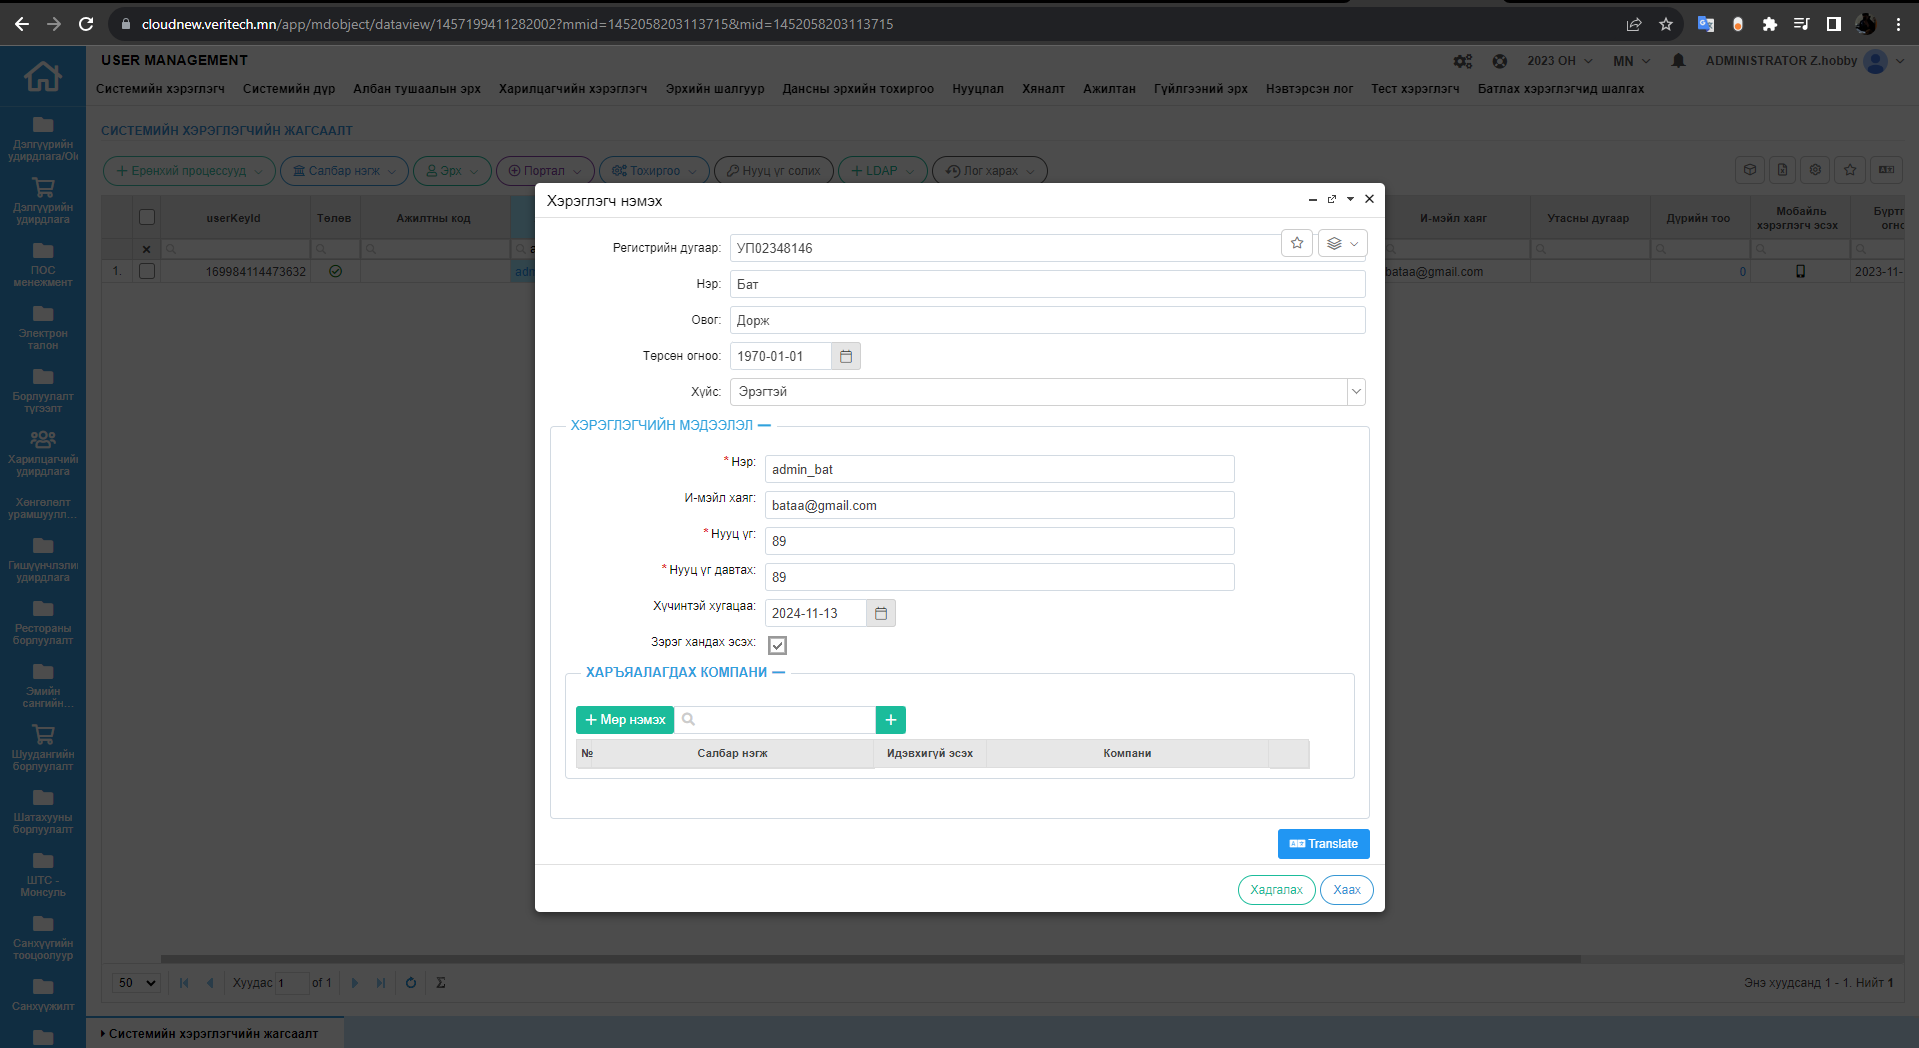 cloudnew.veritech.mn/app/mdobject/dataview/1457199411282002?mmid=1452058203113715&mid=1452058203113715
USER MANAGEMENT
2023 ОН
MN
ADMINISTRATOR Z.hobby
Системийн хэрэглэгч Системийн дүр Албан тушаалын эрх Харилцагчийн хэрэглэгч Эрхийн шалгуур Дансны эрхийн тохиргоо Нууцлал Хяналт Ажилтан Гүйлгээний эрх Нэвтэрсэн лог Тест хэрэглэгч Батлах хэрэглэгчид шалгах
СИСТЕМИЙН ХЭРЭГЛЭГЧИЙН ЖАГСААЛТ
Ерөнхий процессууд Салбар нэгж Эрх Портал Тохиргоо Нууц үг солих LDAP Лог харах
userKeyId Төлөв Ажилтны код
И-мэйл хаяг Утасны дугаар Дүрийн тоо
Мобайль
хэрэглэгч эсэх
Бүртг
огно
1. 169984114473632 adm
bataa@gmail.com 0 2023-11-
Дэлгүүрийн
удирдлага/Ol
Дэлгүүрийн
удирдлага
ПОС
менежмент
Электрон
талон
Борлуулалт
түгээлт
Харилцагчийн
удирдлага
Хөнгөлөлт
урамшуулл...
Гишүүнчлэлийн
удирдлага
Рестораны
борлуулалт
Эмийн
сангийн...
Шуудангийн
борлуулалт
Шатахууны
борлуулалт
ШТС -
Монсуль
Санхүүгийн
тооцоолуур
Санхүүжилт
Хэрэглэгч нэмэх
Регистрийн дугаар: УП02348146
Нэр: Бат
Овог: Дорж
Төрсөн огноо: 1970-01-01
Хүйс: Эрэгтэй
ХЭРЭГЛЭГЧИЙН МЭДЭЭЛЭЛ
* Нэр: admin_bat
И-мэйл хаяг: bataa@gmail.com
* Нууц үг: 89
* Нууц үг давтах: 89
Хүчинтэй хугацаа: 2024-11-13
Зэрэг хандах эсэх:
ХАРЪЯАЛАГДАХ КОМПАНИ
Мөр нэмэх
№ Салбар нэгж Идэвхигүй эсэх Компани
Translate
Хадгалах Хаах
50 Хуудас 1 of 1
Энэ хуудсанд 1 - 1. Нийт 1
Системийн хэрэглэгчийн жагсаалт